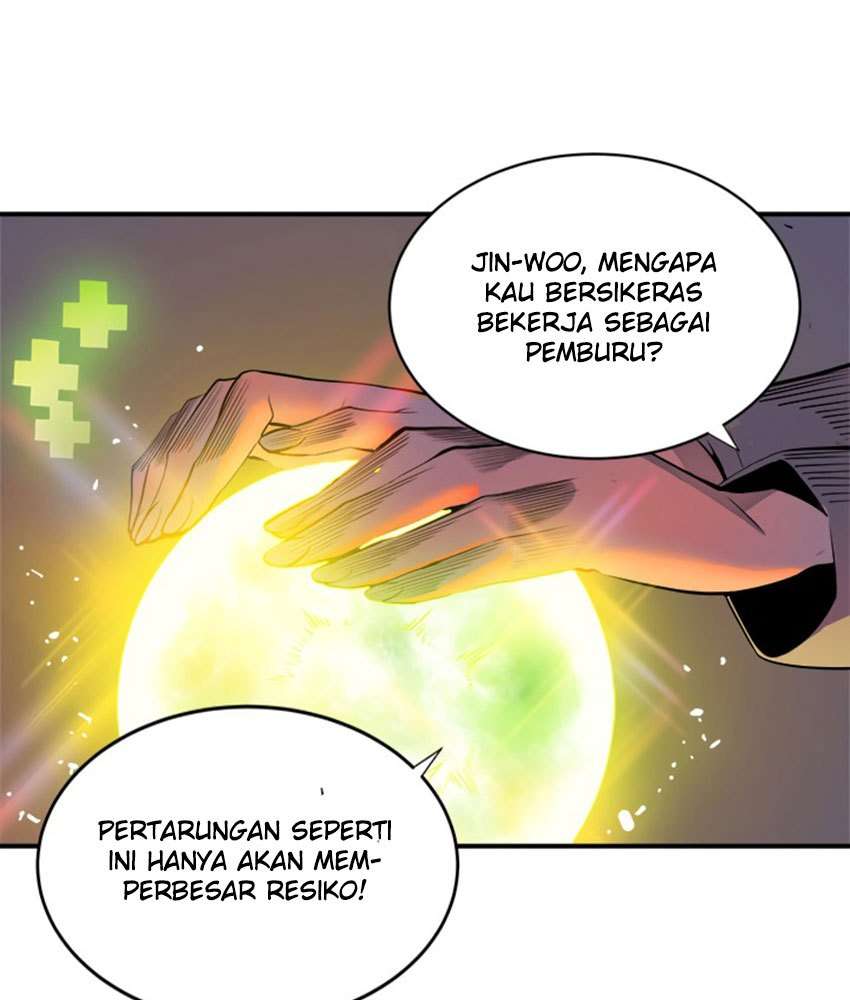 JIN-WOO, MENGAPA
KAU BERSIKERAS
BEKERJA SEBAGAI
PEMBURU?
PERTARUNGAN SEPERTI
INI HANYA AKAN MEM-
PERBESAR RESIKO!